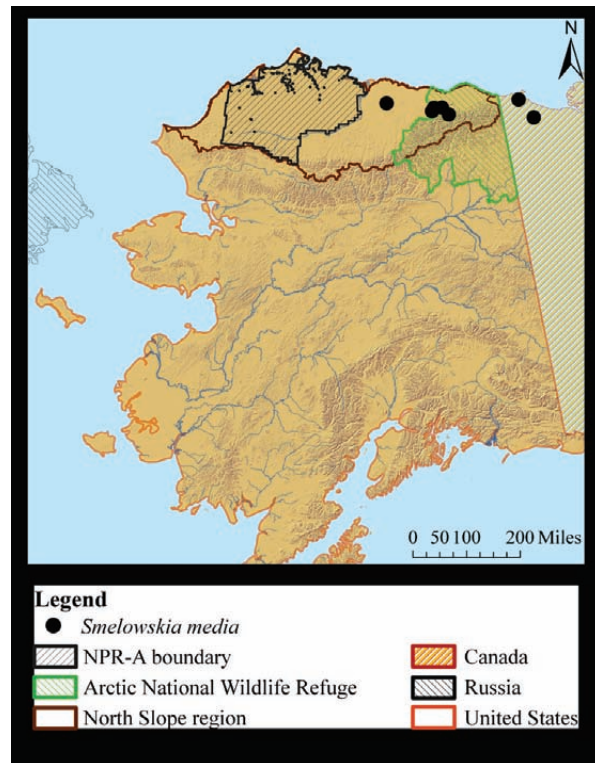 N
0 50 100 200 Miles
Legend
Smelowskia media
NPR-A boundary
Canada
Arctic National Wildlife Refuge
Russia
North Slope region
United States